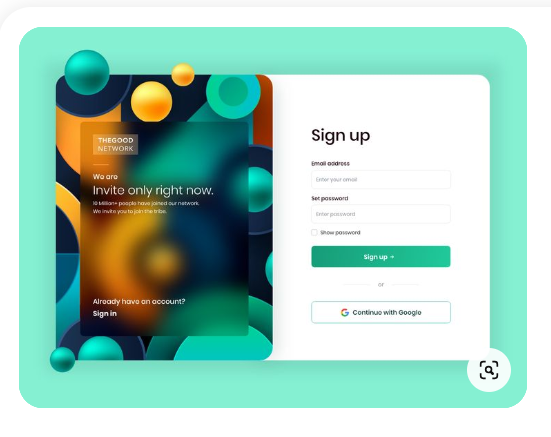 THEGOOD
NETWORK
We are
Invite only right now.
10 Million+ people have joined our network.
We invite you to join the tribe.
Already have an account?
Sign in
Sign up
Email address
Enter your email
Set password
Enter password
Show password
Sign up →
or
Continue with Google